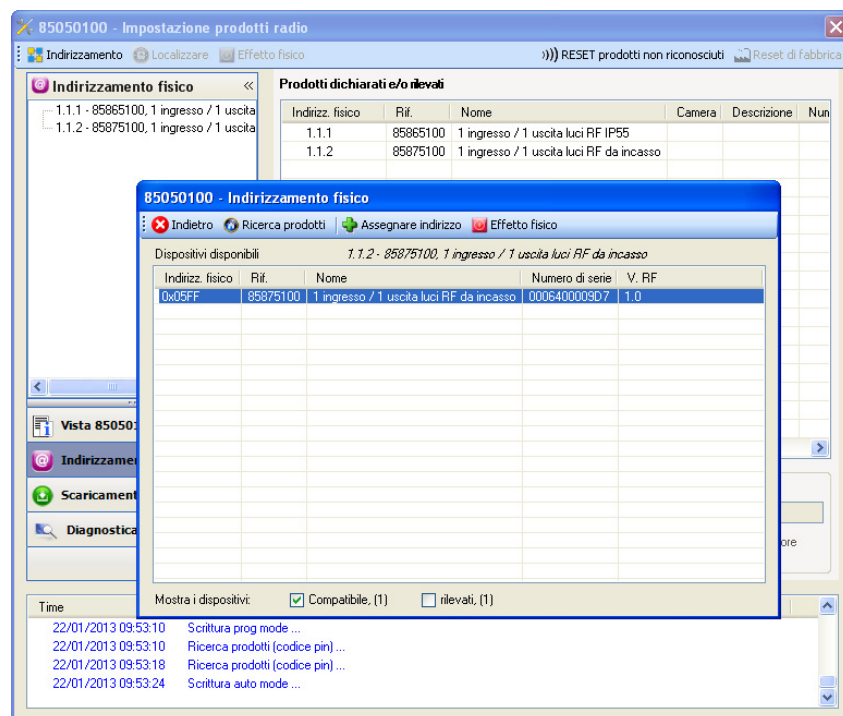 85050100 - Impostazione prodotti radio
Indirizzamento Localizzare Effetto fisico ))) RESET prodotti non riconosciuti Reset di fabbrica
Indirizzamento fisico «
1.1.1 - 85865100, 1 ingresso / 1 uscita
1.1.2 - 85875100, 1 ingresso / 1 uscita
Prodotti dichiarati e/o rilevati
Indirizz. fisico Rif. Nome Camera Descrizione Num
1.1.1 85865100 1 ingresso / 1 uscita luci RF IP55
1.1.2 85875100 1 ingresso / 1 uscita luci RF da incasso
85050100 - Indirizzamento fisico
Indietro Ricerca prodotti Assegnare indirizzo Effetto fisico
Dispositivi disponibili 1.1.2 - 85875100, 1 ingresso / 1 uscita luci RF da incasso
Indirizz. fisico Rif. Nome Numero di serie V. RF
0x05FF 85875100 1 ingresso / 1 uscita luci RF da incasso 0006400009D7 1.0
Mostra i dispositivi: Compatibile, (1) rilevati, (1)
Vista 85050
Indirizzame
Scaricament
Diagnostica
ore
Time
22/01/2013 09:53:10 Scrittura prog mode ...
22/01/2013 09:53:10 Ricerca prodotti (codice pin) ...
22/01/2013 09:53:18 Ricerca prodotti (codice pin) ...
22/01/2013 09:53:24 Scrittura auto mode ...